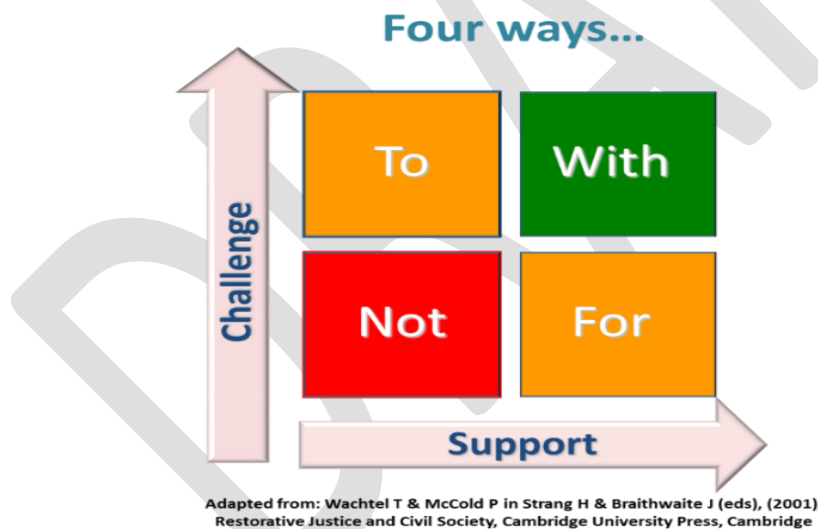 Four ways...
To With
Not For
Challenge
Support
Adapted from: Wachtel T & McCold P in Strang H & Braithwaite J (eds), (2001)
Restorative Justice and Civil Society, Cambridge University Press, Cambridge